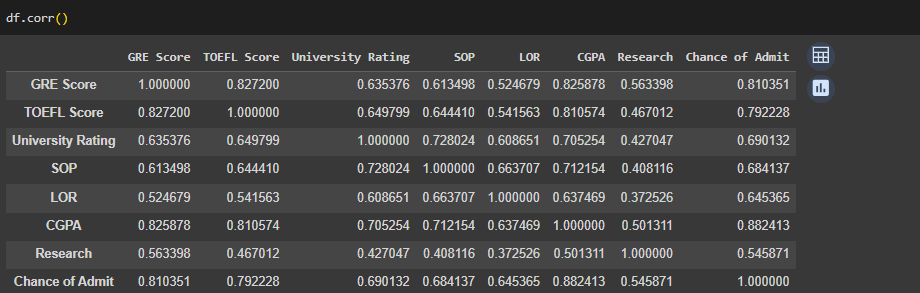 df.corr()
GRE Score TOEFL Score University Rating SOP LOR CGPA Research Chance of Admit
GRE Score 1.000000 0.827200 0.635376 0.613498 0.524679 0.825878 0.563398 0.810351
TOEFL Score 0.827200 1.000000 0.649799 0.644410 0.541563 0.810574 0.467012 0.792228
University Rating 0.635376 0.649799 1.000000 0.728024 0.608651 0.705254 0.427047 0.690132
SOP 0.613498 0.644410 0.728024 1.000000 0.663707 0.712154 0.408116 0.684137
LOR 0.524679 0.541563 0.608651 0.663707 1.000000 0.637469 0.372526 0.645365
CGPA 0.825878 0.810574 0.705254 0.712154 0.637469 1.000000 0.501311 0.882413
Research 0.563398 0.467012 0.427047 0.408116 0.372526 0.501311 1.000000 0.545871
Chance of Admit 0.810351 0.792228 0.690132 0.684137 0.645365 0.882413 0.545871 1.000000